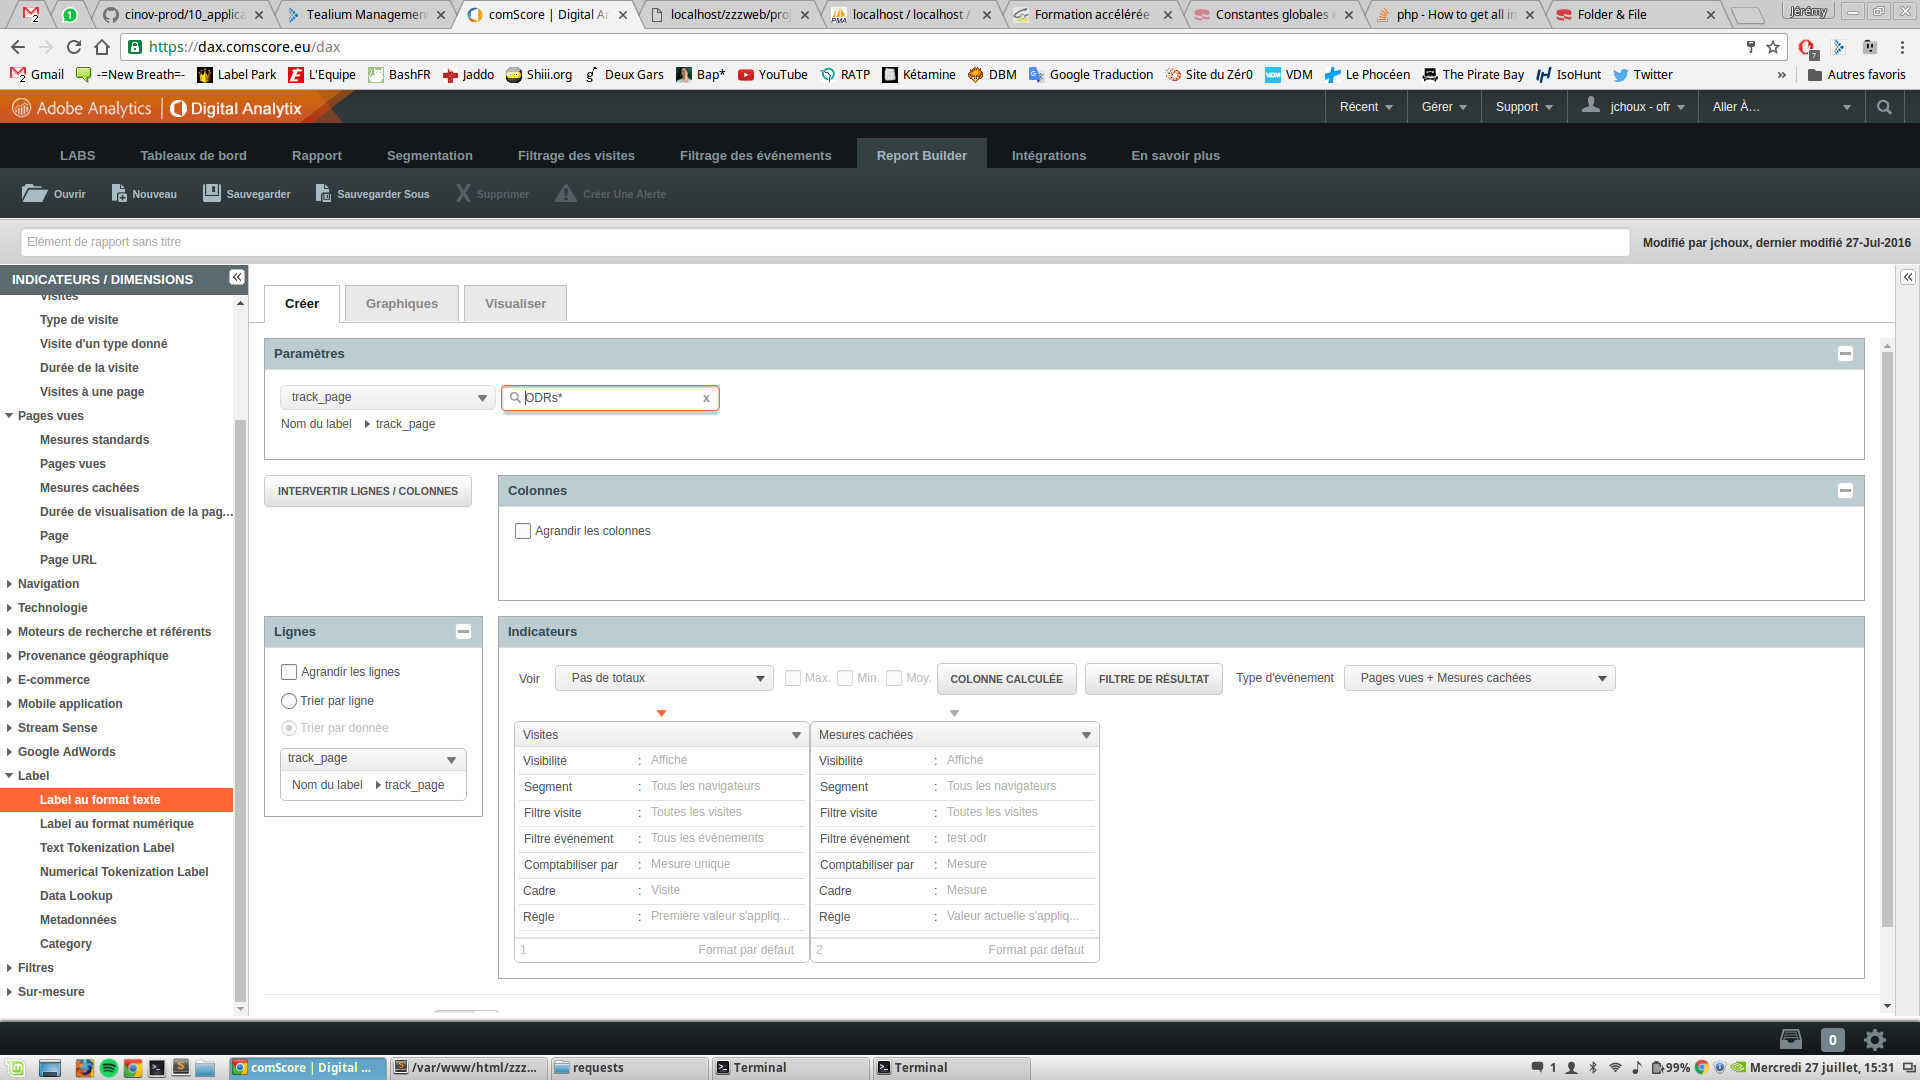 cinov-prod/10_applica
Tealium Management
comScore | Digital An
localhost/zzzweb/proj
localhost / localhost /
Formation accélérée -
Constantes globales e
php - How to get all in
Folder & File
Jérémy
https://dax.comscore.eu/dax
Gmail
-=New Breath=-
Label Park
L'Equipe
BashFR
Jaddo
Shiii.org
Deux Gars
Bap*
YouTube
RATP
Kétamine
DBM
Google Traduction
Site du Zér0
VDM
Le Phocéen
The Pirate Bay
IsoHunt
Twitter
»
Autres favoris
Adobe Analytics | Digital Analytix
Récent
Gérer
Support
jchoux - ofr
Aller À...
LABS
Tableaux de bord
Rapport
Segmentation
Filtrage des visites
Filtrage des événements
Report Builder
Intégrations
En savoir plus
Ouvrir
Nouveau
Sauvegarder
Sauvegarder Sous
Supprimer
Créer Une Alerte
Elément de rapport sans titre
Modifié par jchoux, dernier modifié 27-Jul-2016
INDICATEURS / DIMENSIONS
Visites
Type de visite
Visite d'un type donné
Durée de la visite
Visites à une page
Pages vues
Mesures standards
Pages vues
Mesures cachées
Durée de visualisation de la pag...
Page
Page URL
Navigation
Technologie
Moteurs de recherche et référents
Provenance géographique
E-commerce
Mobile application
Stream Sense
Google AdWords
Label
Label au format texte
Label au format numérique
Text Tokenization Label
Numerical Tokenization Label
Data Lookup
Metadonnées
Category
Filtres
Sur-mesure
Créer
Graphiques
Visualiser
Paramètres
track_page
ODRs*
x
Nom du label
track_page
INTERVERTIR LIGNES / COLONNES
Colonnes
Agrandir les colonnes
Lignes
Agrandir les lignes
Trier par ligne
Trier par donnée
track_page
Nom du label
track_page
Indicateurs
Voir
Pas de totaux
Max.
Min.
Moy.
COLONNE CALCULÉE
FILTRE DE RÉSULTAT
Type d'événement
Pages vues + Mesures cachées
Visites
Visibilité : Affiché
Segment : Tous les navigateurs
Filtre visite : Toutes les visites
Filtre événement : Tous les événements
Comptabiliser par : Mesure unique
Cadre : Visite
Règle : Première valeur s'appliq...
1 Format par défaut
Mesures cachées
Visibilité : Affiché
Segment : Tous les navigateurs
Filtre visite : Toutes les visites
Filtre événement : test odr
Comptabiliser par : Mesure
Cadre : Mesure
Règle : Valeur actuelle s'appliq...
2 Format par défaut
0
comScore | Digital ...
/var/www/html/zzz...
requests
Terminal
Terminal
1
99%
Mercredi 27 juillet, 15:31